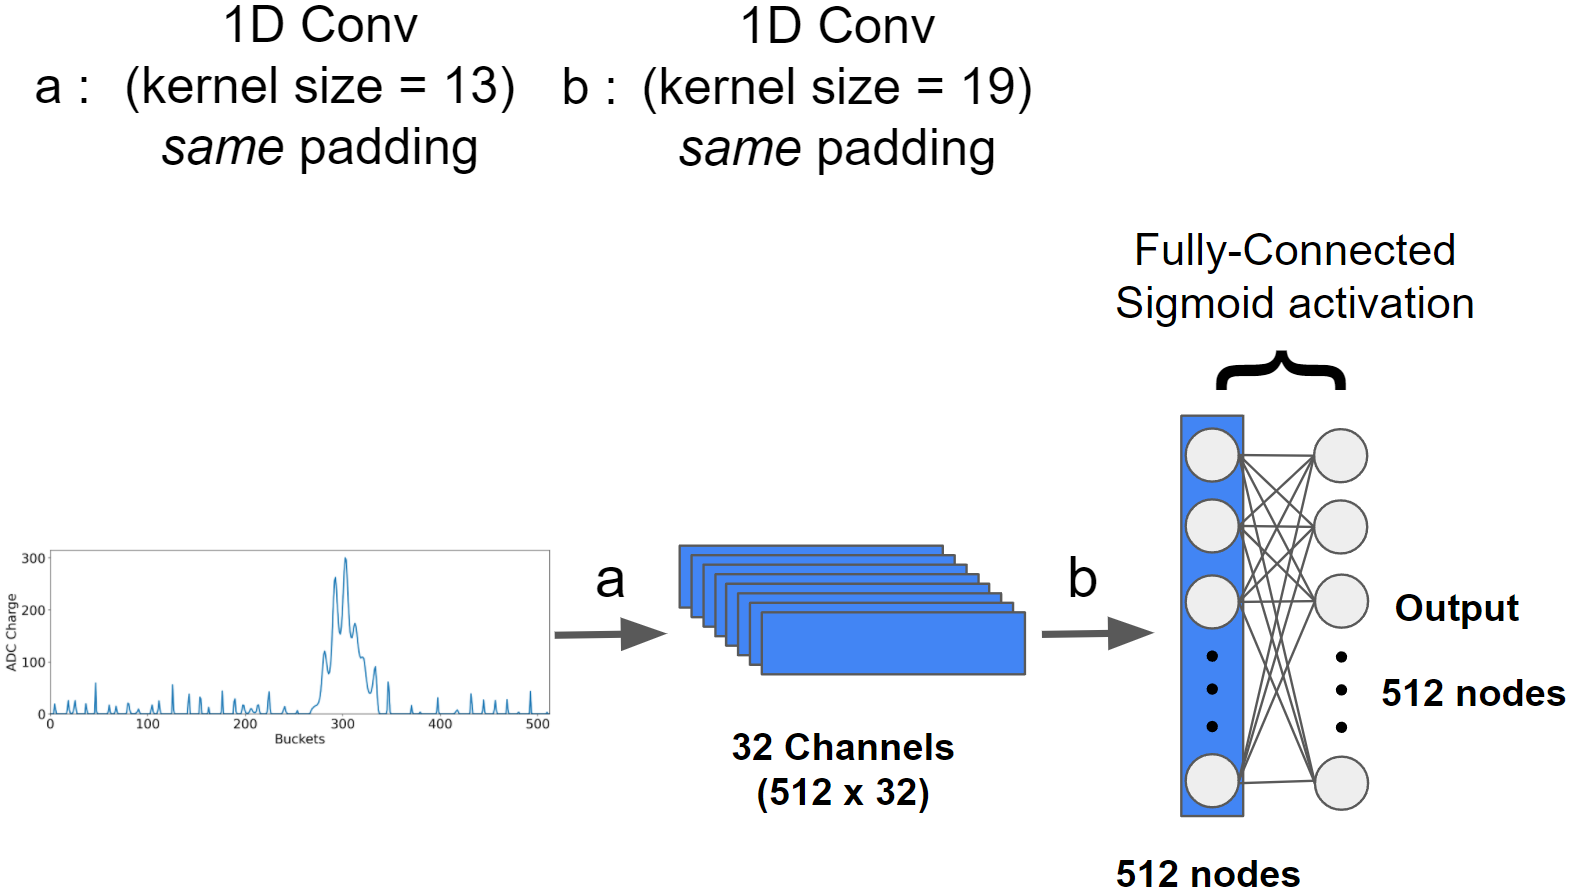 1D Conv
a : (kernel size = 13)
same padding
1D Conv
b : (kernel size = 19)
same padding
Fully-Connected
Sigmoid activation
300
200
100
0
ADC Charge
0 100 200 300 400 500
Buckets
a
32 Channels
(512 x 32)
b
512 nodes
Output
512 nodes